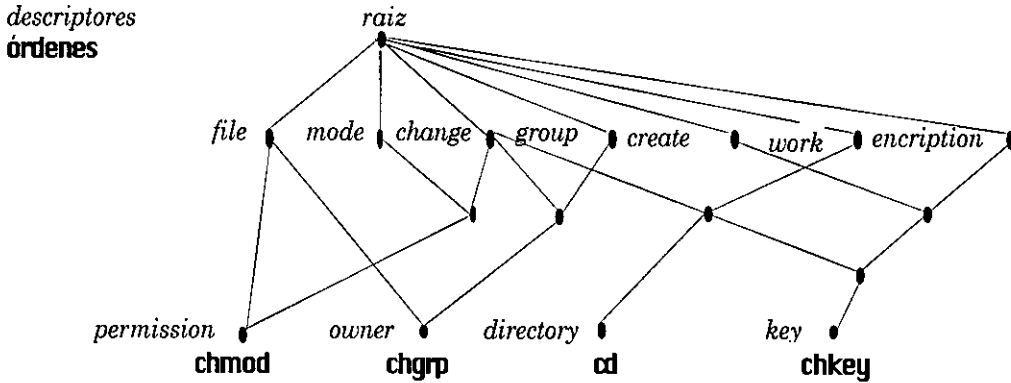 descriptores
órdenes
raiz
file mode change group create work encription
permission owner directory key
chmod chgrp cd chkey